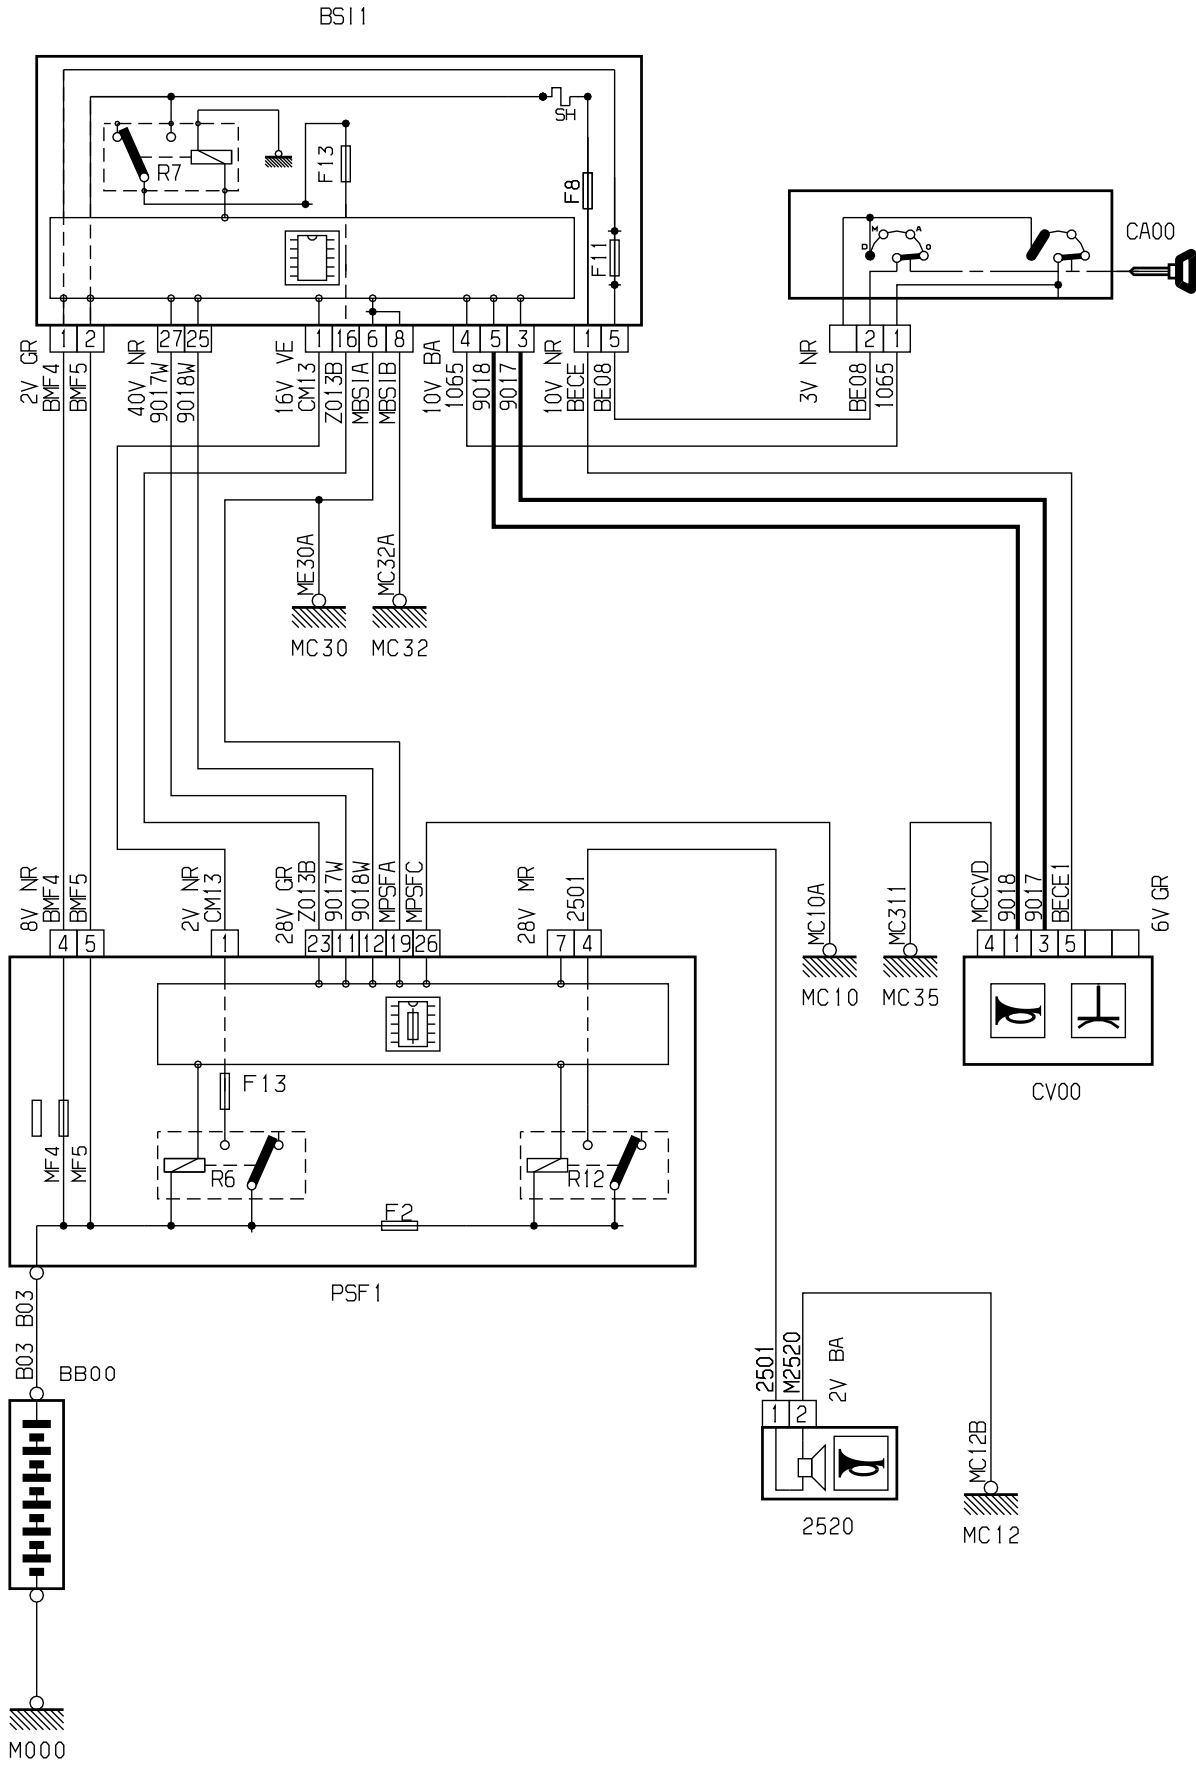 BSI1
SH
R7
F13
F8
F11
M
A
D
0
CA00
1 2 27 25 1 16 6 8 4 5 3 1 5 2 1
2V GR
BMF4
BMF5
40V NR
9017W
9018W
16V VE
CM13
Z013B
MBSIA
MBSIB
10V BA
1065
9018
9017
10V NR
BECE
BE08
3V NR
BE08
1065
ME30A
MC32A
MC30
MC32
8V NR
BMF4
BMF5
2V NR
CM13
28V GR
Z013B
9017W
9018W
MPSFA
MPSFC
28V MR
2501
MC10A
MC311
MCCVD
9018
9017
BECE1
6V GR
4 5 1 23 11 12 19 26 7 4 4 1 3 5
MC10
MC35
F13
CV00
MF4
MF5
R6
R12
F2
PSF1
B03
B03
BB00
2501
M2520
2V BA
1 2
MC12B
2520
MC12
M000